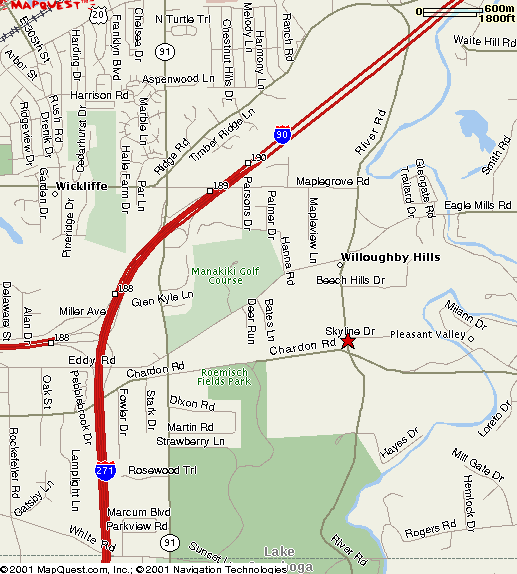 MAPQUEST
20
600m
1800ft
N Turtle Trl
E 305th St
Harding Dr
Franklyn Blvd
Chelsea Dr
91
Chestnut Hills Dr
Melody Ln
Harmony Ln
Ranch Rd
Waite Hill Rd
Arbor St
Aspenwood Ln
Harrison Rd
Ridgeview Dr
Drenik Dr
Rush Rd
Cedarhurst Dr
Marble Ln
Hale Farm Dr
Ridge Rd
Timber Ridge Ln
90
River Rd
Smith Rd
190
189
Maplegrove Rd
Glengate Rd
Trailard Dr
Wickliffe
Garden Dr
Pineridge Dr
Par Ln
Parsons Dr
Palmer Dr
Hanna Rd
Mapleview Ln
Eagle Mills Rd
Willoughby Hills
Manakiki Golf
Course
Beech Hills Dr
188
Glen Kyle Ln
Miller Ave
Delaware St
Alan Dr
Deer Run
Bates Ln
Milann Dr
Skyline Dr
Pleasant Valley
188
Chardon Rd
Eddy Rd
Chardon Rd
Roemisch
Fields Park
Oak St
Pebblebrook Dr
Fowler Dr
Stark Dr
Dixon Rd
Martin Rd
Strawberry Ln
Hayes Dr
Loreto Dr
Rockefeller Rd
Lamplight Ln
271
Rosewood Trl
Mill Gate Dr
Hemlock Dr
Gatsby Ln
Marcum Blvd
Parkview Rd
White Rd
91
Rogers Rd
River Rd
Sunset
Lake
oga
©2001 MapQuest.com, Inc.; ©2001 Navigation Technologies